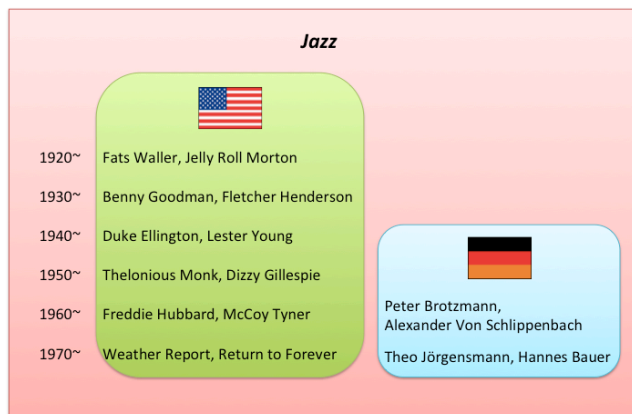 Jazz
1920~ Fats Waller, Jelly Roll Morton
1930~ Benny Goodman, Fletcher Henderson
1940~ Duke Ellington, Lester Young
1950~ Thelonious Monk, Dizzy Gillespie
1960~ Freddie Hubbard, McCoy Tyner
Peter Brotzmann,
Alexander Von Schlippenbach
1970~ Weather Report, Return to Forever
Theo Jörgensmann, Hannes Bauer